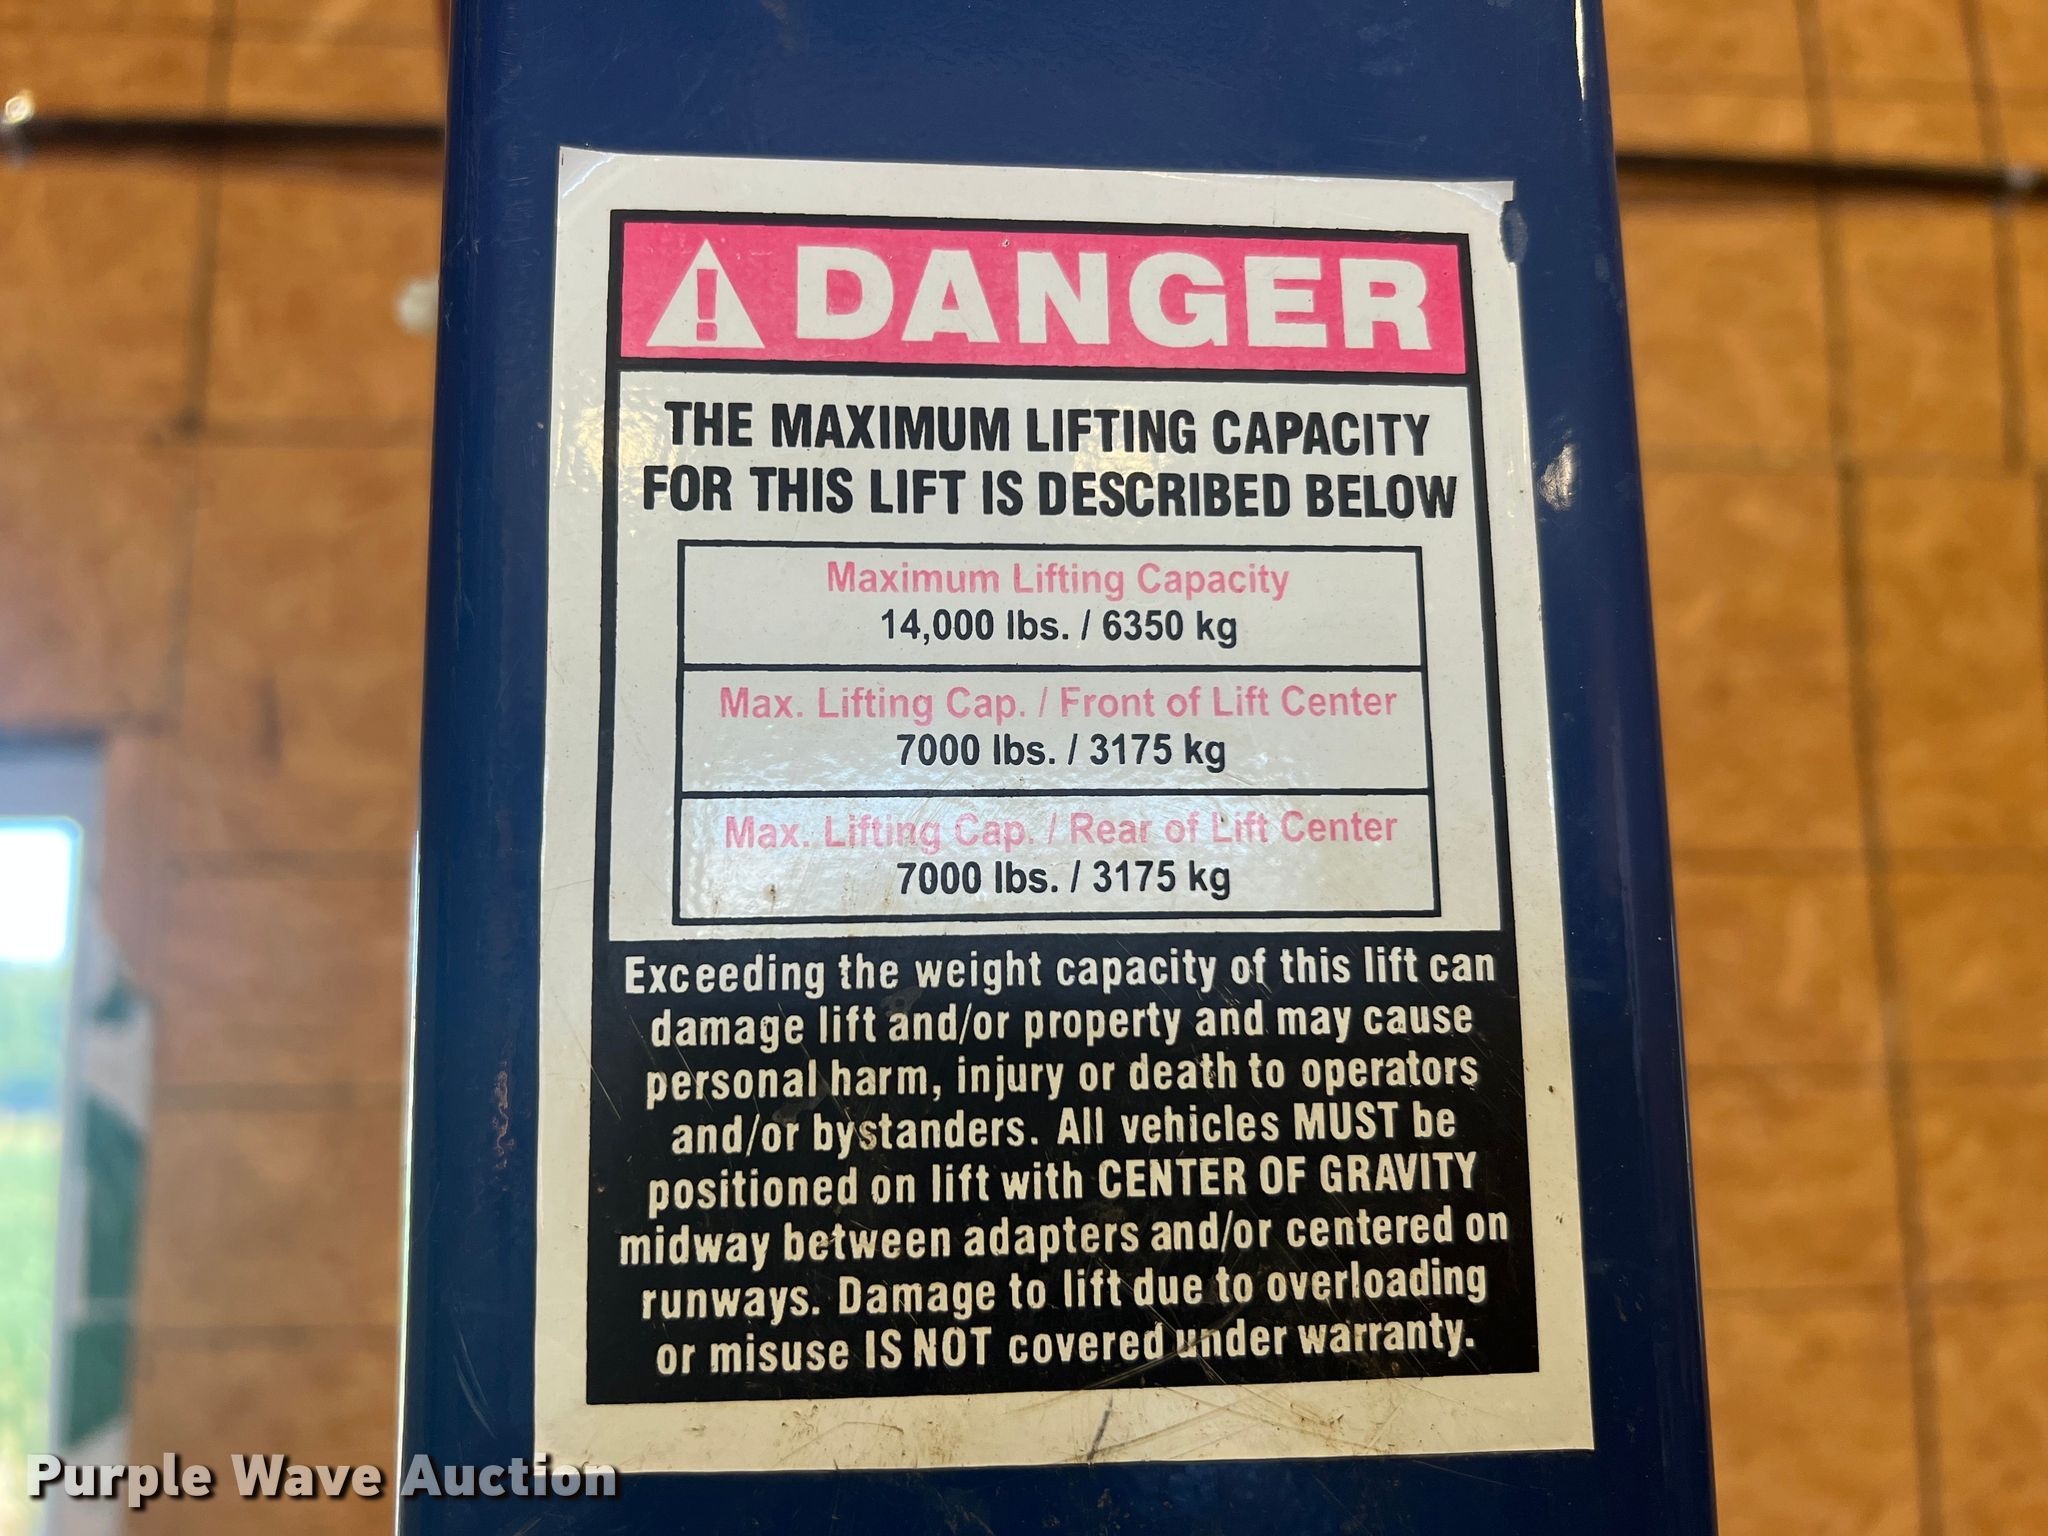 DANGER
THE MAXIMUM LIFTING CAPACITY
FOR THIS LIFT IS DESCRIBED BELOW
Maximum Lifting Capacity
14,000 lbs. / 6350 kg
Max. Lifting Cap. / Front of Lift Center
7000 lbs. / 3175 kg
Max. Lifting Cap. / Rear of Lift Center
7000 lbs. / 3175 kg
Exceeding the weight capacity of this lift can
damage lift and/or property and may cause
personal harm, injury or death to operators
and/or bystanders. All vehicles MUST be
positioned on lift with CENTER OF GRAVITY
midway between adapters and/or centered on
runways. Damage to lift due to overloading
or misuse IS NOT covered under warranty.
Purple Wave Auction